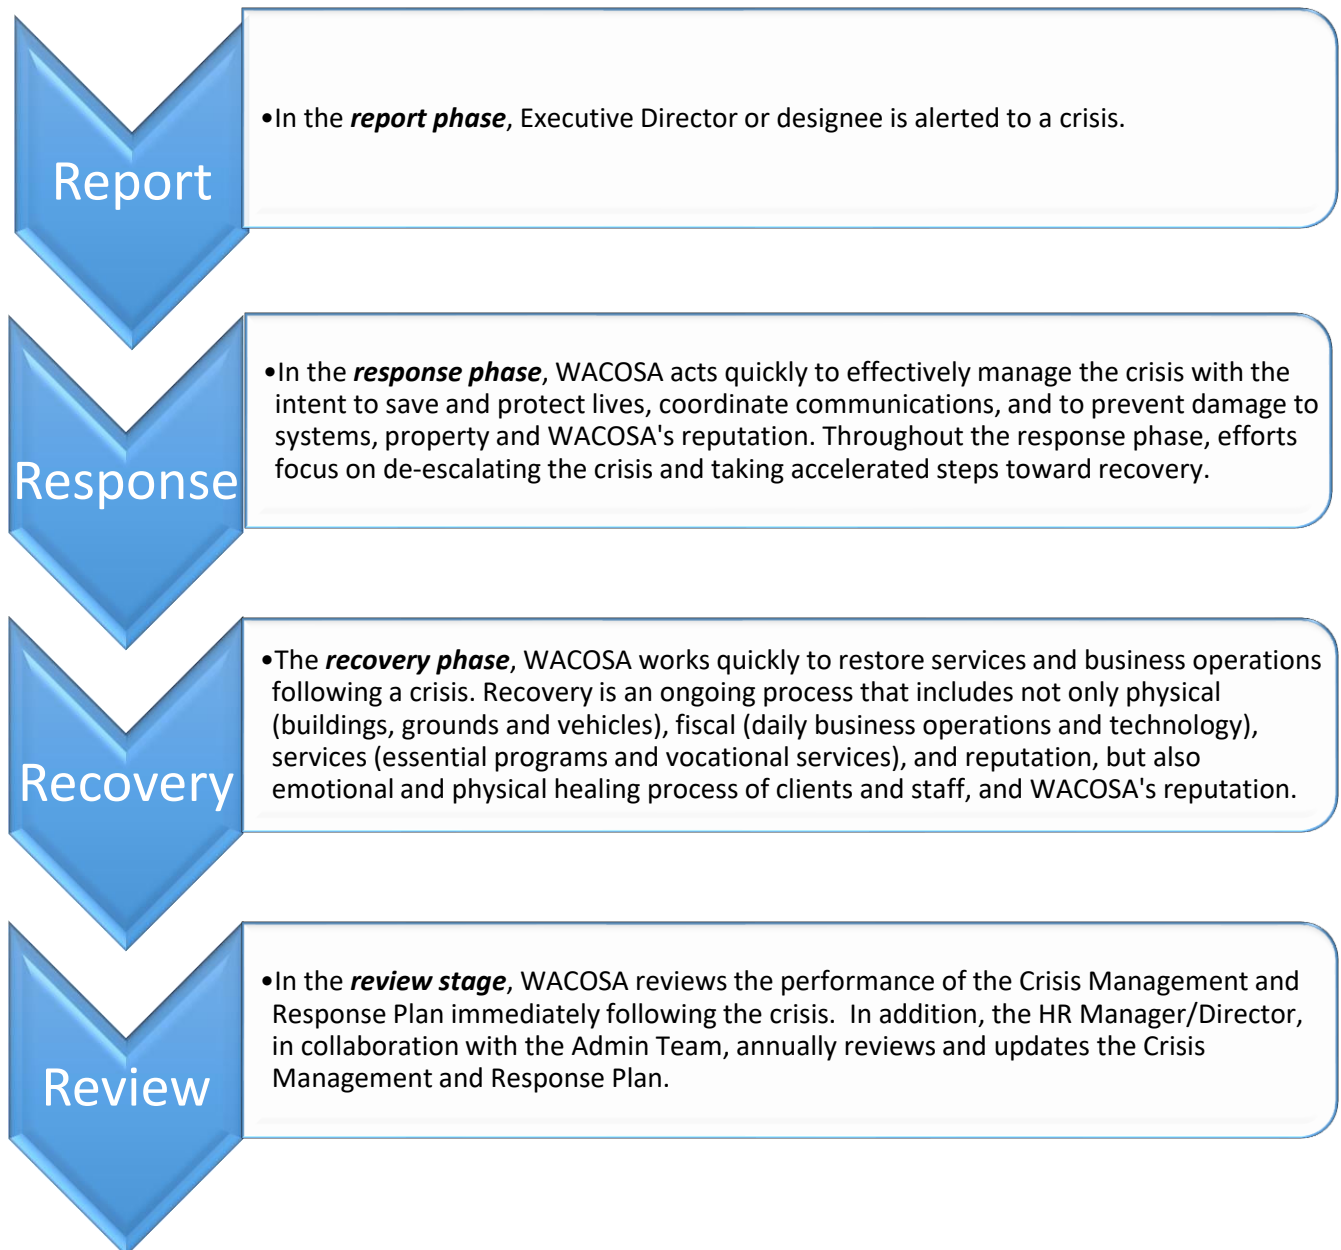 Report
•In the report phase, Executive Director or designee is alerted to a crisis.
Response
•In the response phase, WACOSA acts quickly to effectively manage the crisis with the
intent to save and protect lives, coordinate communications, and to prevent damage to
systems, property and WACOSA's reputation. Throughout the response phase, efforts
focus on de-escalating the crisis and taking accelerated steps toward recovery.
Recovery
•The recovery phase, WACOSA works quickly to restore services and business operations
following a crisis. Recovery is an ongoing process that includes not only physical
(buildings, grounds and vehicles), fiscal (daily business operations and technology),
services (essential programs and vocational services), and reputation, but also
emotional and physical healing process of clients and staff, and WACOSA's reputation.
Review
•In the review stage, WACOSA reviews the performance of the Crisis Management and
Response Plan immediately following the crisis.  In addition, the HR Manager/Director,
in collaboration with the Admin Team, annually reviews and updates the Crisis
Management and Response Plan.